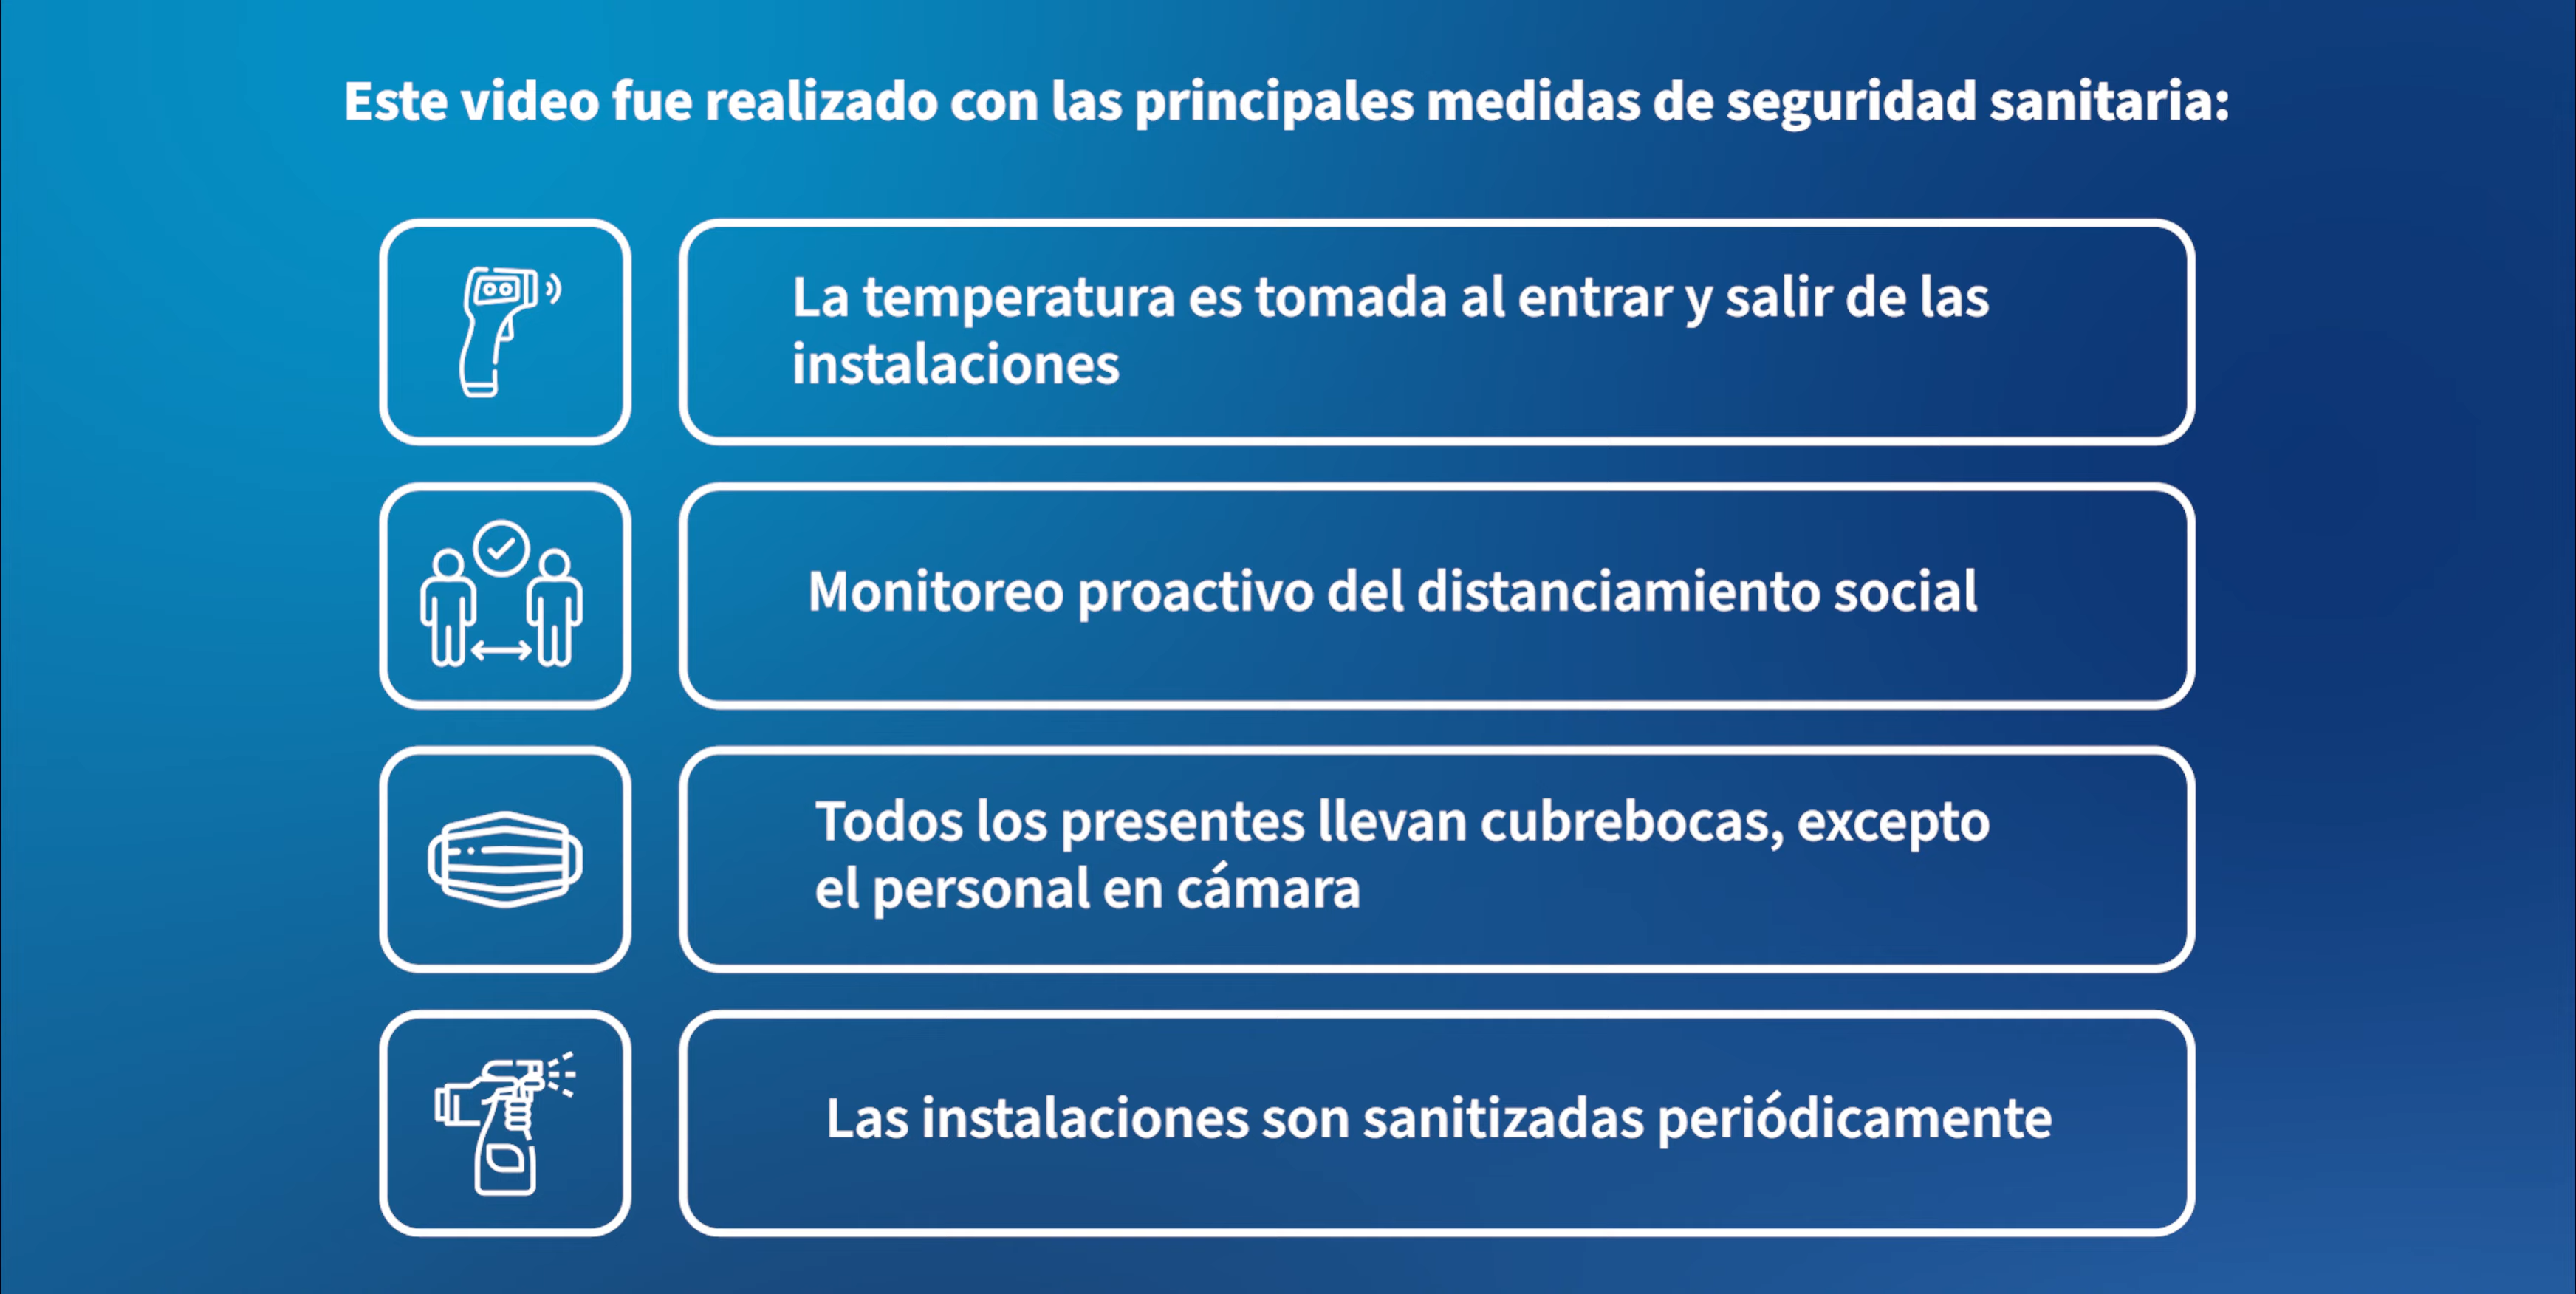 Este video fue realizado con las principales medidas de seguridad sanitaria:
La temperatura es tomada al entrar y salir de las
instalaciones
Monitoreo proactivo del distanciamiento social
Todos los presentes llevan cubrebocas, excepto
el personal en cámara
Las instalaciones son sanitizadas periódicamente